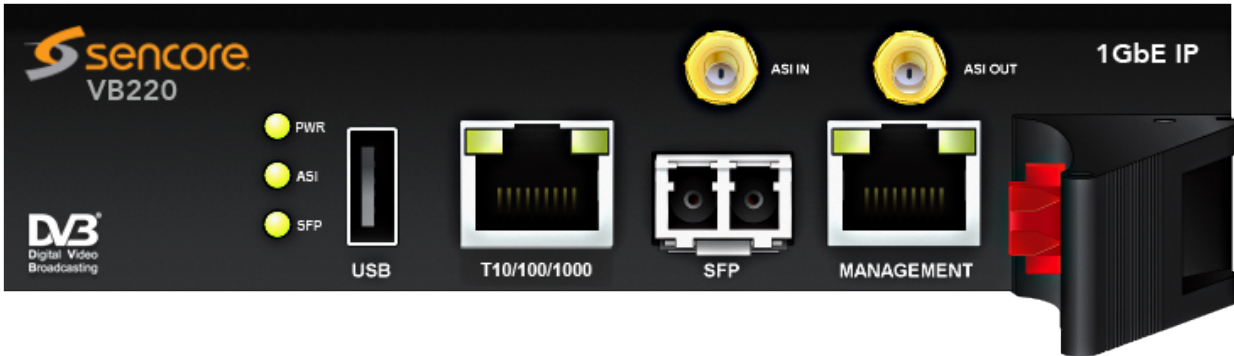 sencore
VB220
ASI IN
ASI OUT
1GbE IP
PWR
ASI
SFP
DVB
Digital Video
Broadcasting
USB
T10/100/1000
SFP
MANAGEMENT